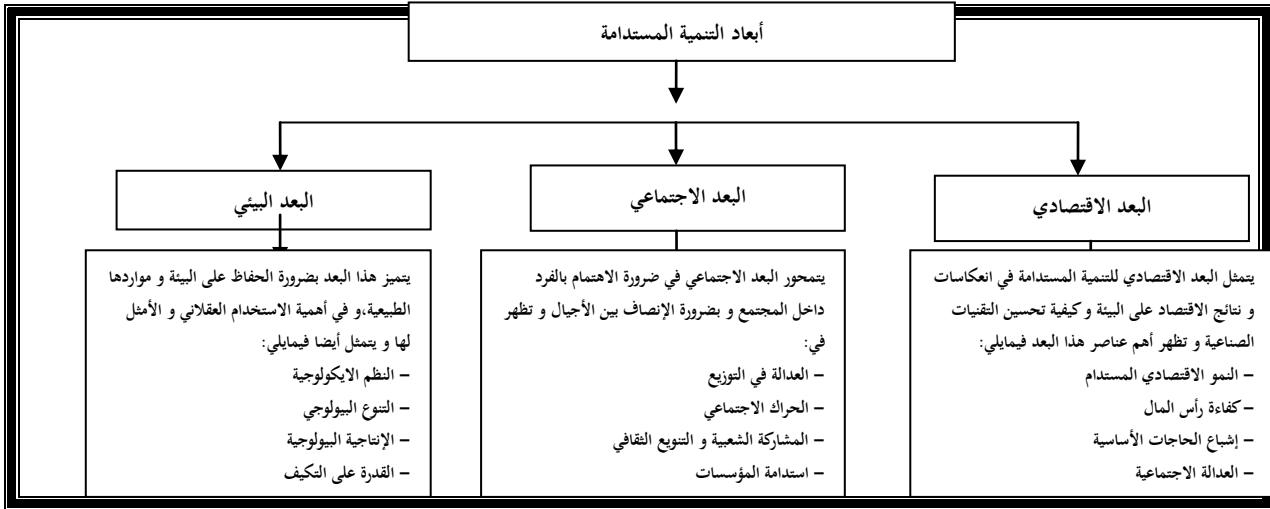 أبعاد التنمية المستدامة
البعد الاقتصادي
يتمثل البعد الاقتصادي للتنمية المستدامة في انعكاسات
و نتائج الاقتصاد على البيئة و كيفية تحسين التقنيات
الصناعية و تظهر أهم عناصر هذا البعد فيمايلي:
– النمو الاقتصادي المستدام
– كفاءة رأس المال
– إشباع الحاجات الأساسية
– العدالة الاجتماعية
البعد الاجتماعي
يتمحور البعد الاجتماعي في ضرورة الاهتمام بالفرد
داخل المجتمع و بضرورة الإنصاف بين الأجيال و تظهر
في:
– العدالة في التوزيع
– الحراك الاجتماعي
– المشاركة الشعبية و التنويع الثقافي
– استدامة المؤسسات
البعد البيئي
يتميز هذا البعد بضرورة الحفاظ على البيئة و مواردها
الطبيعية،و في أهمية الاستخدام العقلاني و الأمثل
لها و يتمثل أيضا فيمايلي:
– النظم الايكولوجية
– التنوع البيولوجي
– الإنتاجية البيولوجية
– القدرة على التكيف